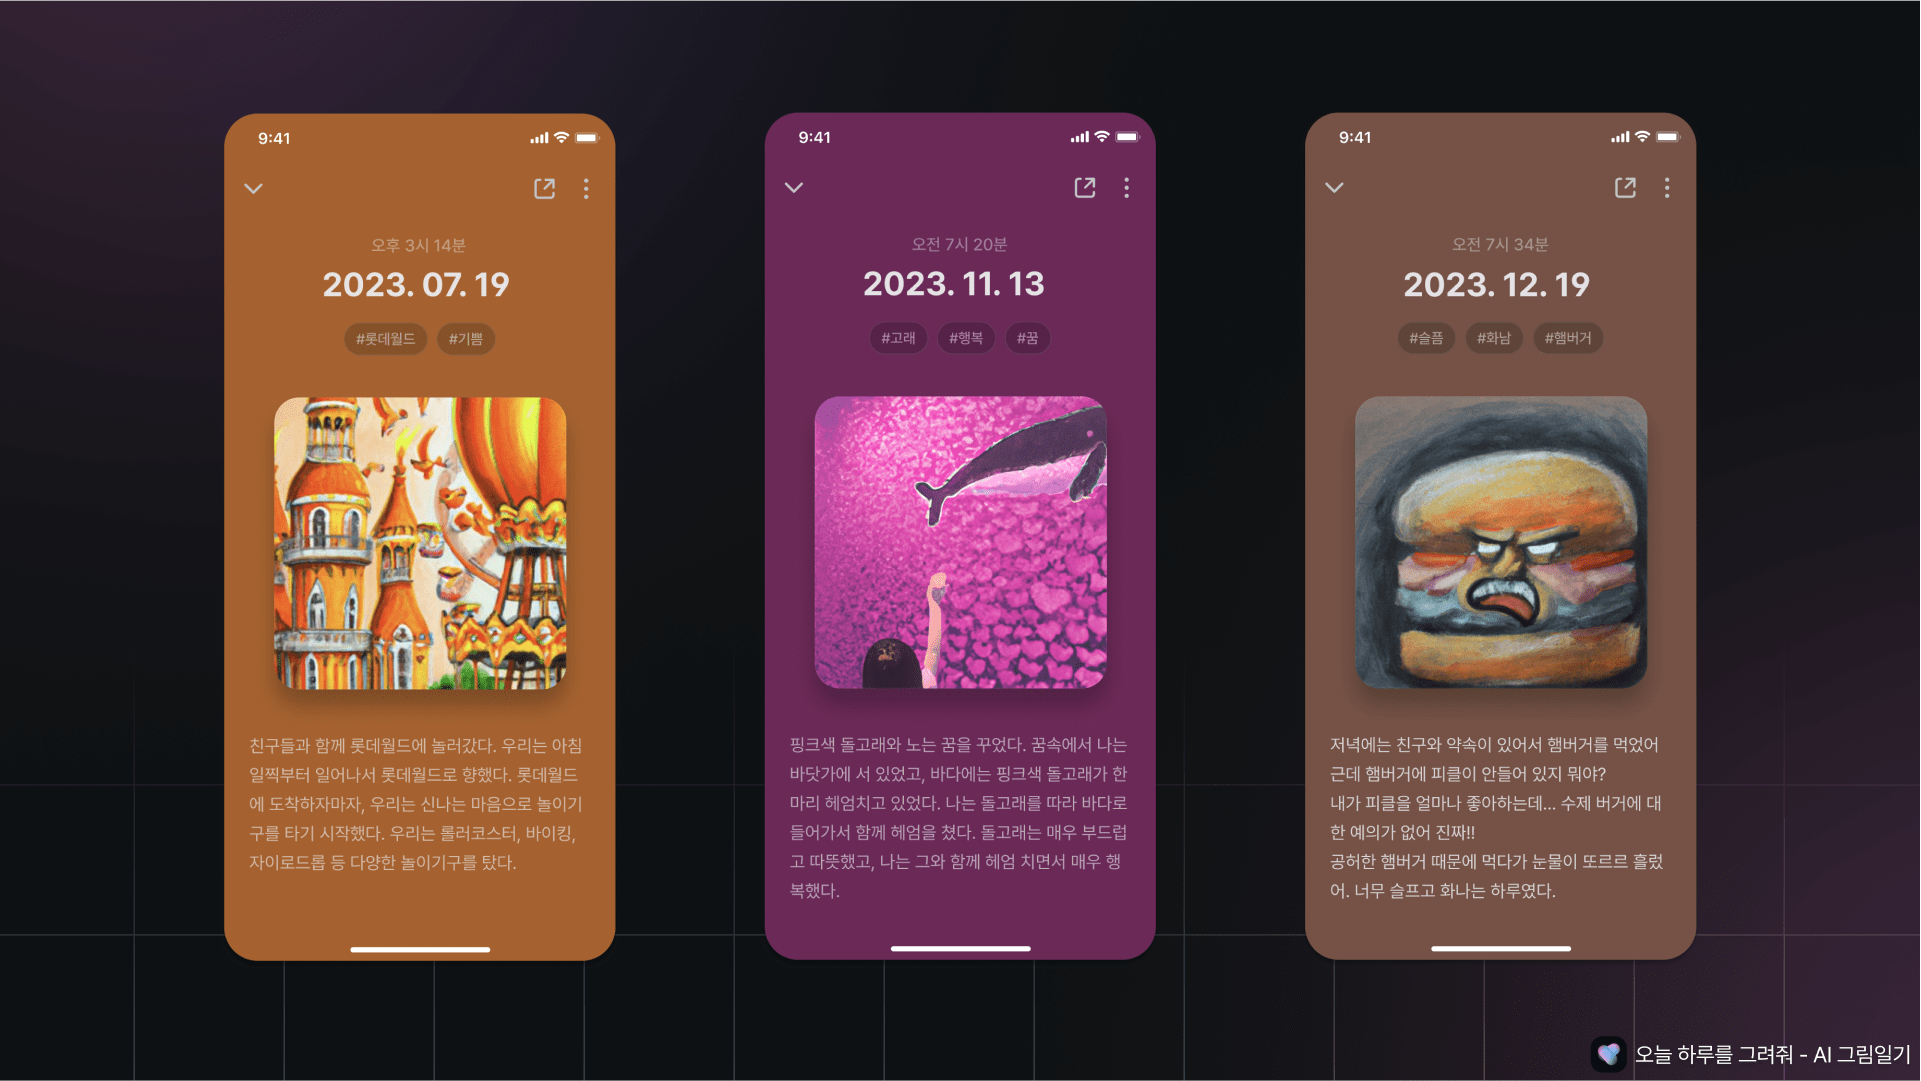 9:41
오후 3시 14분
2023. 07. 19
#롯데월드 #기쁨
친구들과 함께 롯데월드에 놀러갔다. 우리는 아침
일찍부터 일어나서 롯데월드로 향했다. 롯데월드
에 도착하자마자, 우리는 신나는 마음으로 놀이기
구를 타기 시작했다. 우리는 롤러코스터, 바이킹,
자이로드롭 등 다양한 놀이기구를 탔다.
9:41
오전 7시 20분
2023. 11. 13
#고래 #행복 #꿈
핑크색 돌고래와 노는 꿈을 꾸었다. 꿈속에서 나는
바닷가에 서 있었고, 바다에는 핑크색 돌고래가 한
마리 헤엄치고 있었다. 나는 돌고래를 따라 바다로
들어가서 함께 헤엄을 쳤다. 돌고래는 매우 부드럽
고 따뜻했고, 나는 그와 함께 헤엄 치면서 매우 행
복했다.
9:41
오전 7시 34분
2023. 12. 19
#슬픔 #화남 #햄버거
저녁에는 친구와 약속이 있어서 햄버거를 먹었어
근데 햄버거에 피클이 안들어 있지 뭐야?
내가 피클을 얼마나 좋아하는데... 수제 버거에 대
한 예의가 없어 진짜!!
공허한 햄버거 때문에 먹다가 눈물이 또르르 흘렀
어. 너무 슬프고 화나는 하루였다.
오늘 하루를 그려줘 - AI 그림일기